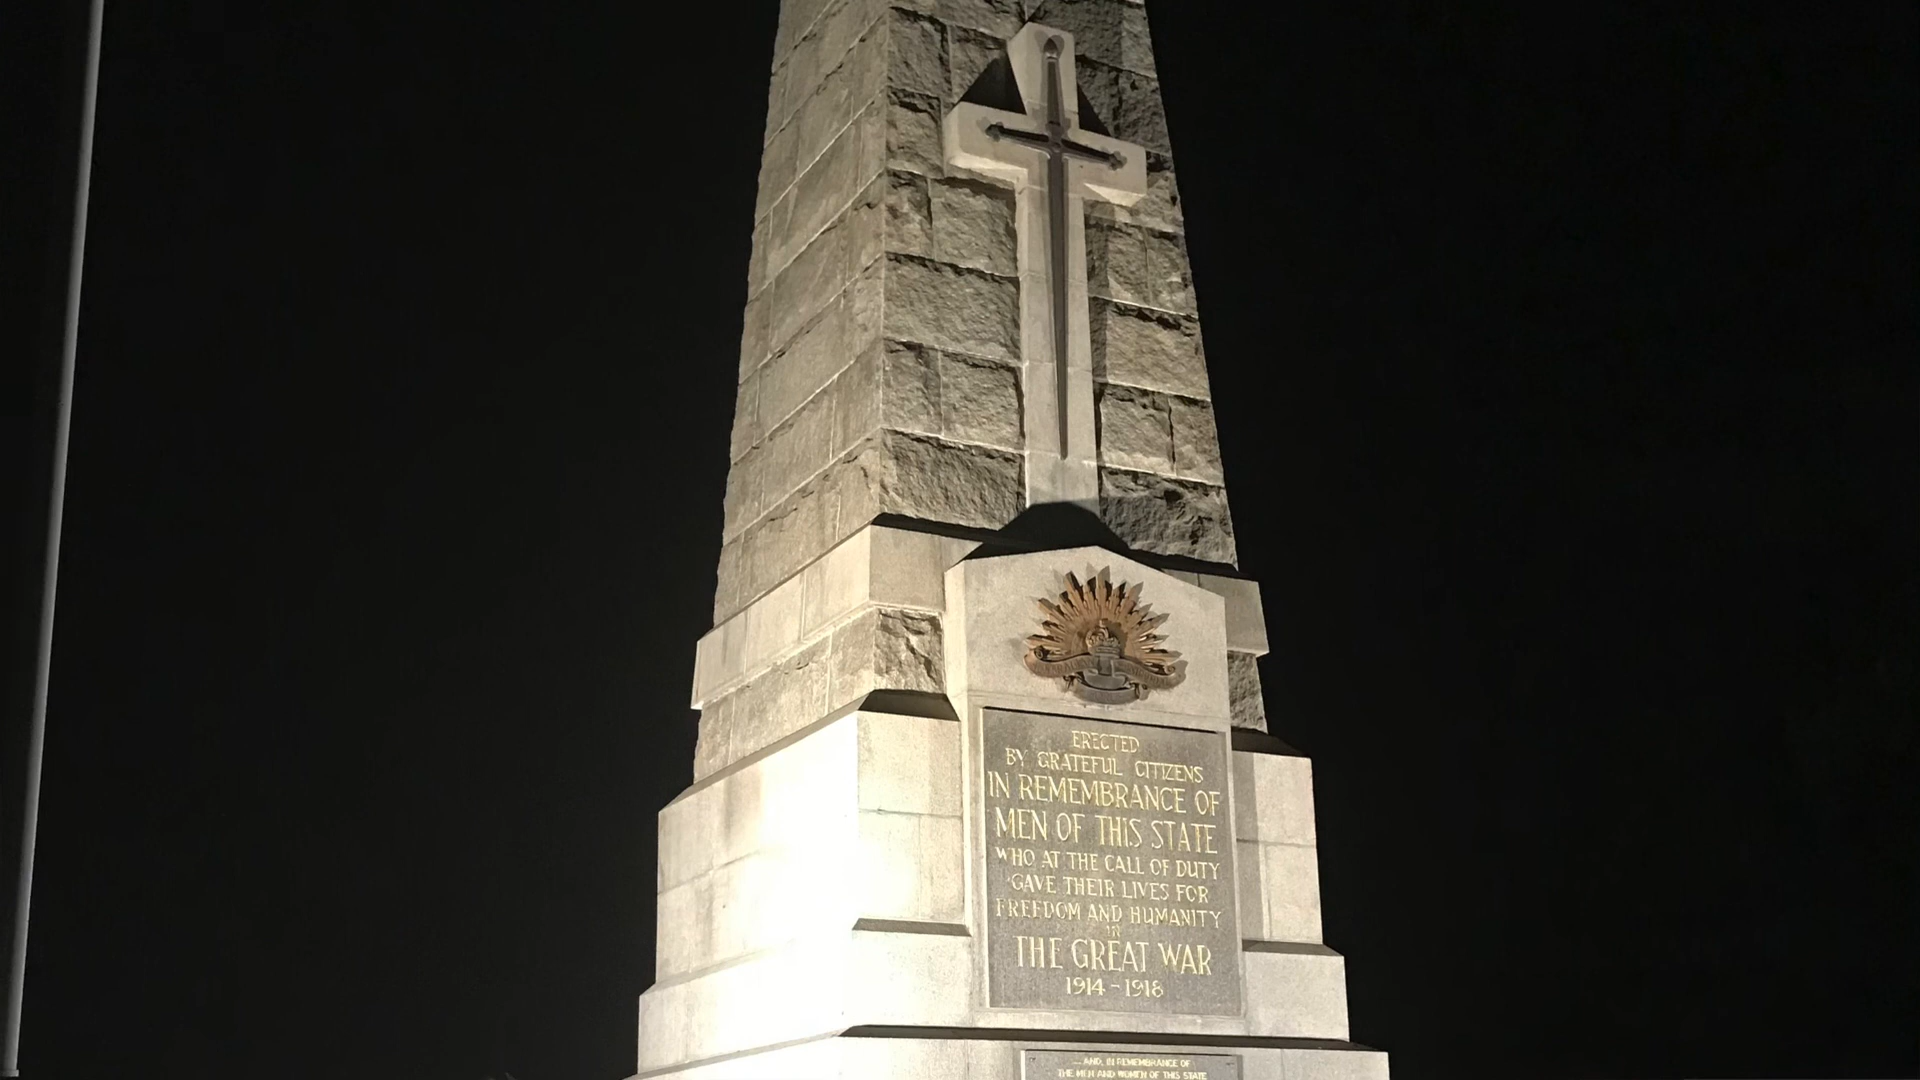 ERECTED
BY GRATEFUL CITIZENS
IN REMEMBRANCE OF
MEN OF THIS STATE
WHO AT THE CALL OF DUTY
GAVE THEIR LIVES FOR
FREEDOM AND HUMANITY
IN
THE GREAT WAR
1914-1918
...AND, IN REMEMBRANCE OF
THE MEN AND WOMEN OF THIS STATE